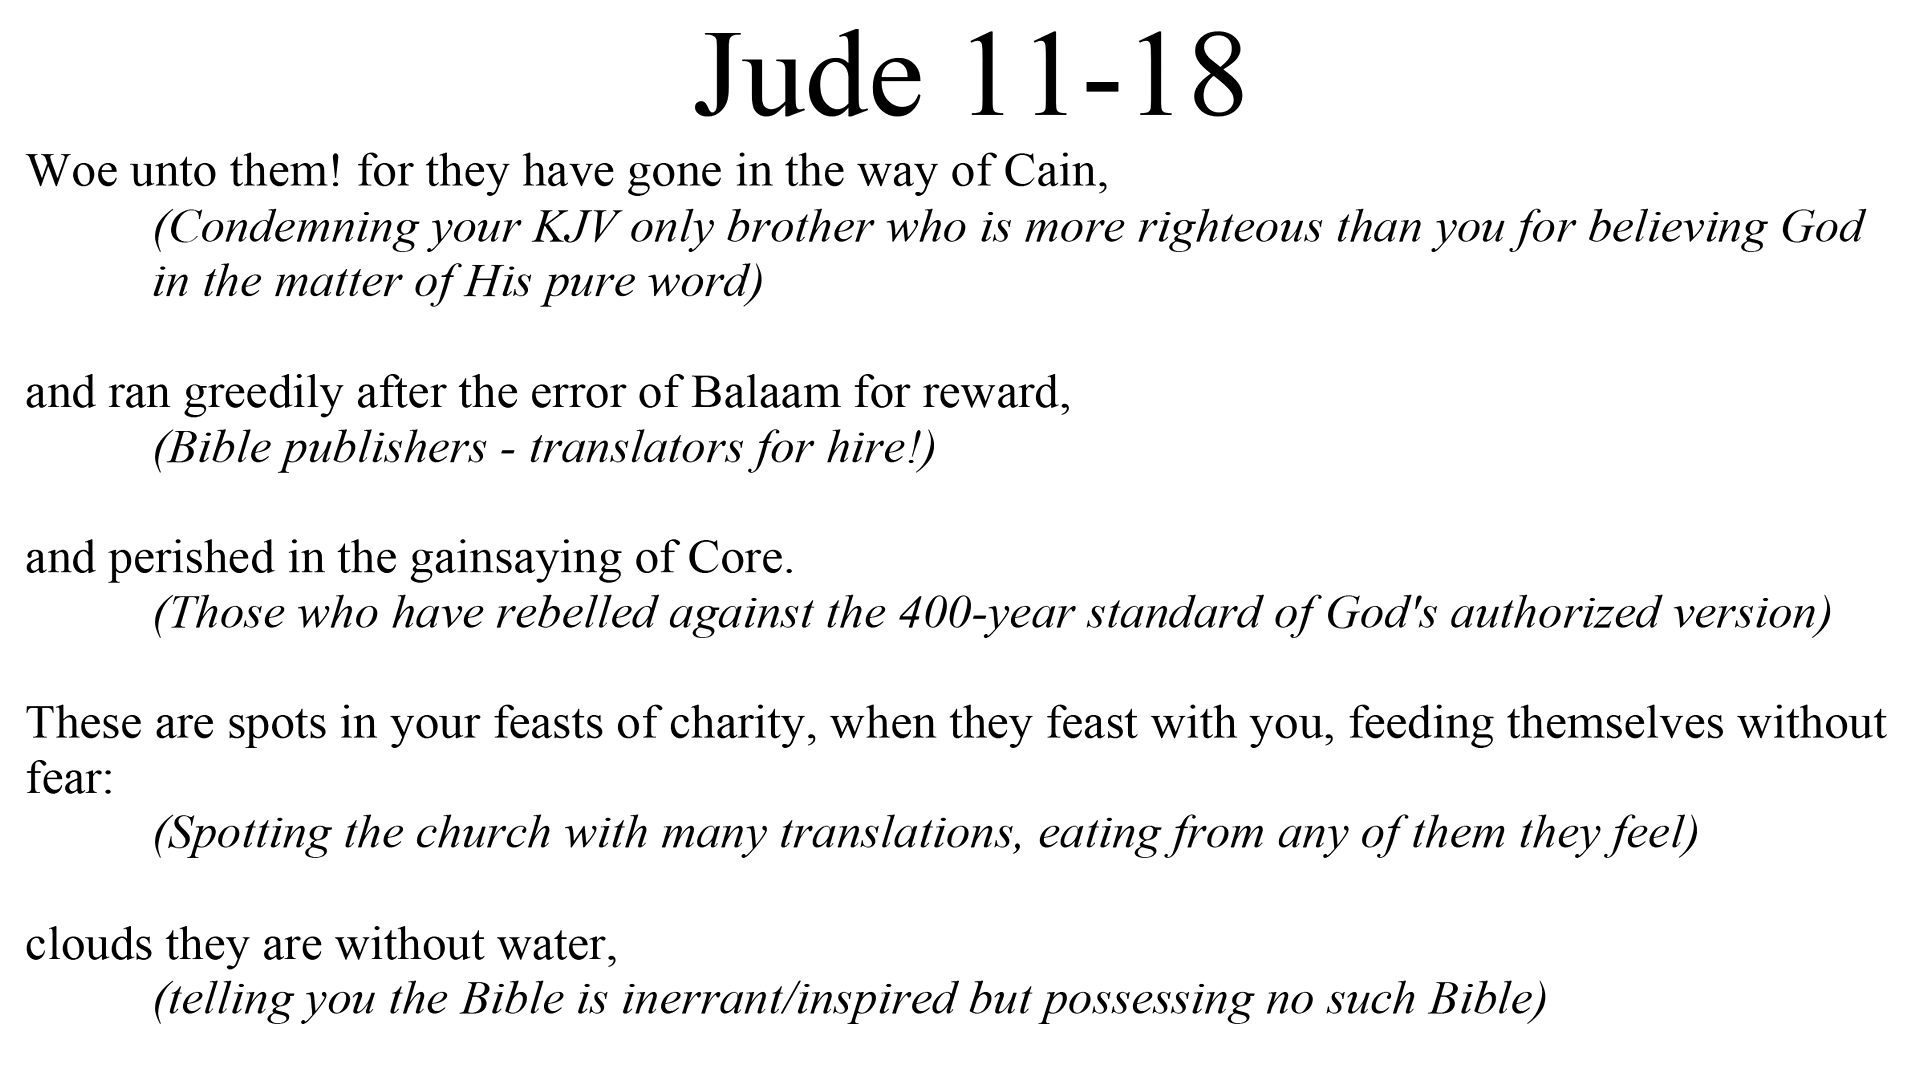 Jude 11-18
Woe unto them! for they have gone in the way of Cain,
(Condemning your KJV only brother who is more righteous than you for believing God
in the matter of His pure word)
and ran greedily after the error of Balaam for reward,
(Bible publishers - translators for hire!)
and perished in the gainsaying of Core.
(Those who have rebelled against the 400-year standard of God's authorized version)
These are spots in your feasts of charity, when they feast with you, feeding themselves without
fear:
(Spotting the church with many translations, eating from any of them they feel)
clouds they are without water,
(telling you the Bible is inerrant/inspired but possessing no such Bible)